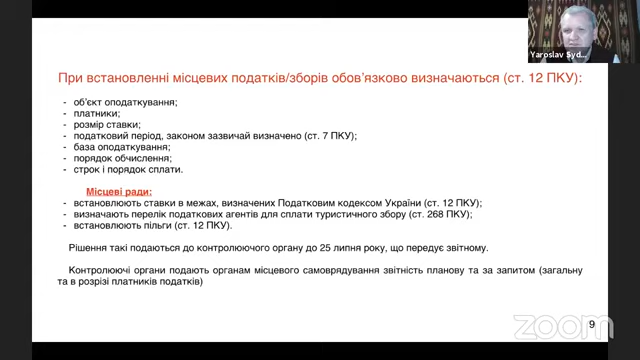 Yaroslav Syd...
При встановленні місцевих податків/зборів обов’язково визначаються (ст. 12 ПКУ):
- об’єкт оподаткування;
- платники;
- розмір ставки;
- податковий період, законом зазвичай визначено (ст. 7 ПКУ);
- база оподаткування;
- порядок обчислення;
- строк і порядок сплати.
Місцеві ради:
- встановлюють ставки в межах, визначених Податковим кодексом України (ст. 12 ПКУ);
- визначають перелік податкових агентів для сплати туристичного збору (ст. 268 ПКУ);
- встановлюють пільги (ст. 12 ПКУ).
Рішення такі подаються до контролюючого органу до 25 липня року, що передує звітному.
Контролюючі органи подають органам місцевого самоврядування звітність планову та за запитом (загальну
та в розрізі платників податків)
9
zoom